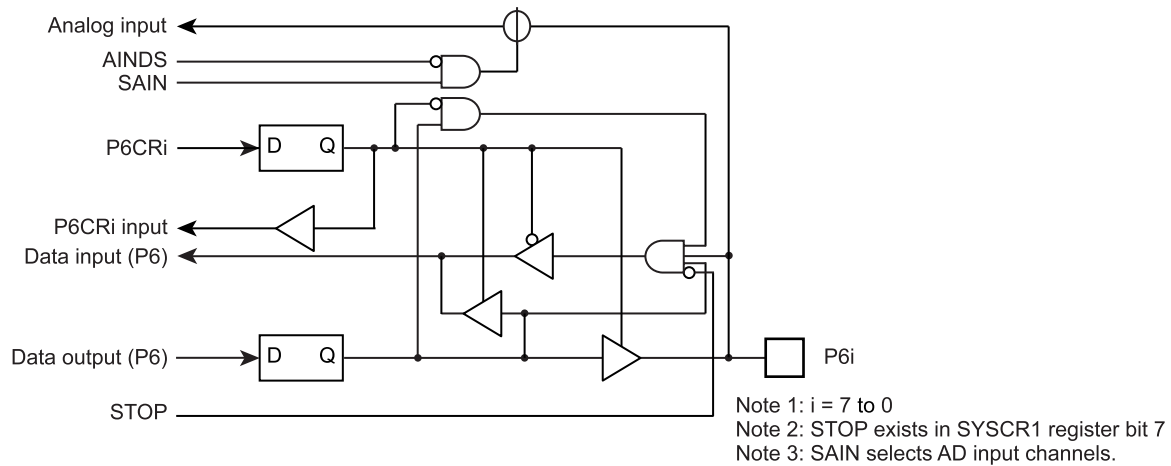 Analog input
AINDS
SAIN
P6CRi
D Q
P6CRi input
Data input (P6)
Data output (P6)
D Q
P6i
STOP
Note 1: i = 7 to 0
Note 2: STOP exists in SYSCR1 register bit 7
Note 3: SAIN selects AD input channels.